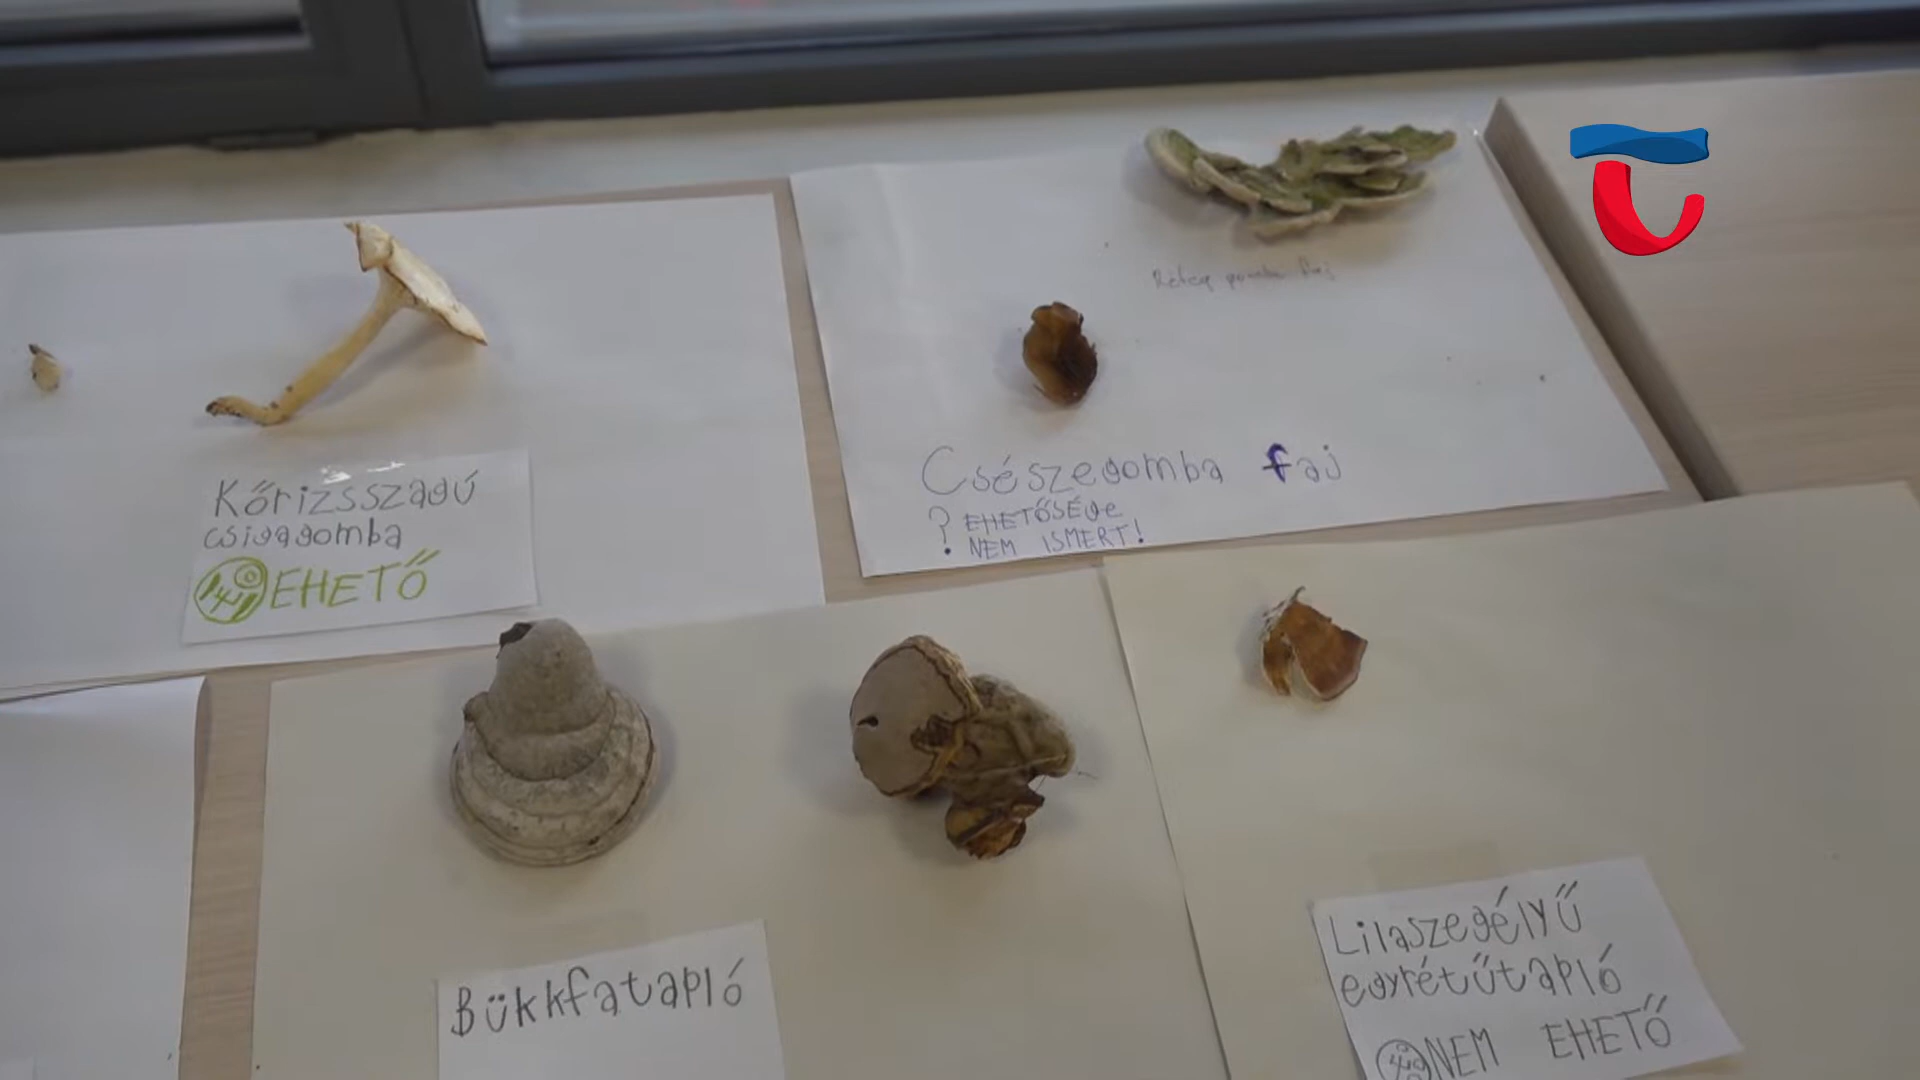 Kőrizsszagú
csigagomba
EHETŐ
Csészegomba faj
? EHETŐSÉGe
NEM ISMERT!
Bükkfatapló
Lilaszegélyű
egyrétűtapló
NEM EHETŐ